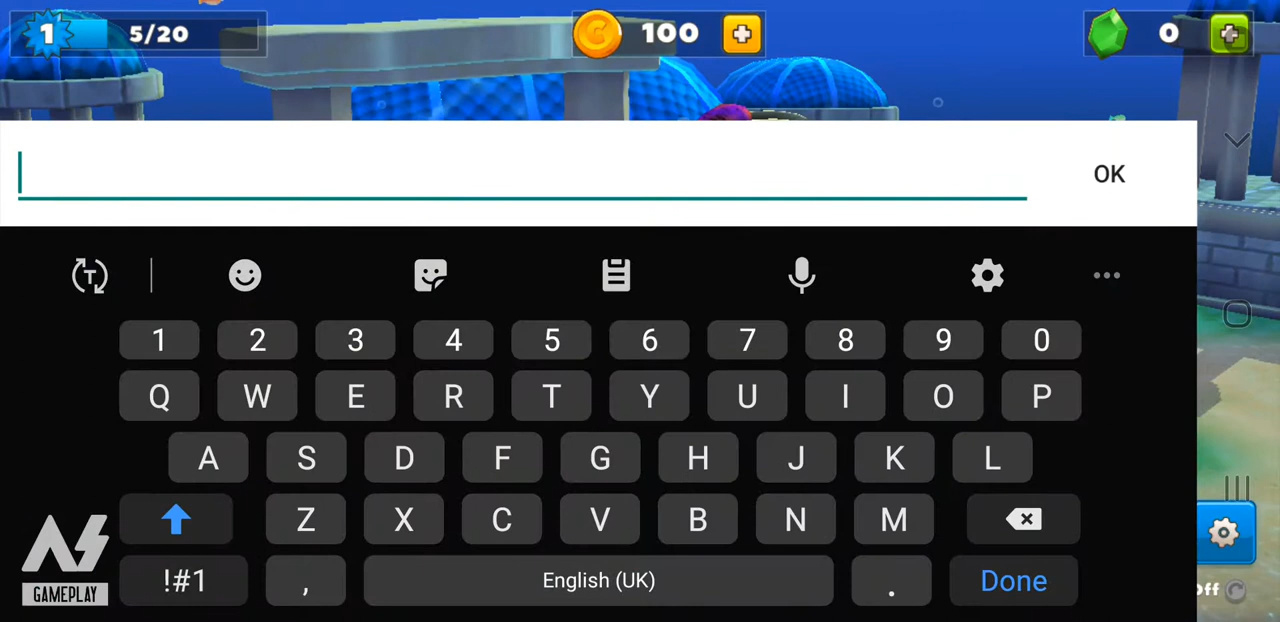 1 5/20 100 0
OK
1 2 3 4 5 6 7 8 9 0
Q W E R T Y U I O P
A S D F G H J K L
Z X C V B N M
!#1 , English (UK) . Done
GAMEPLAY
ff